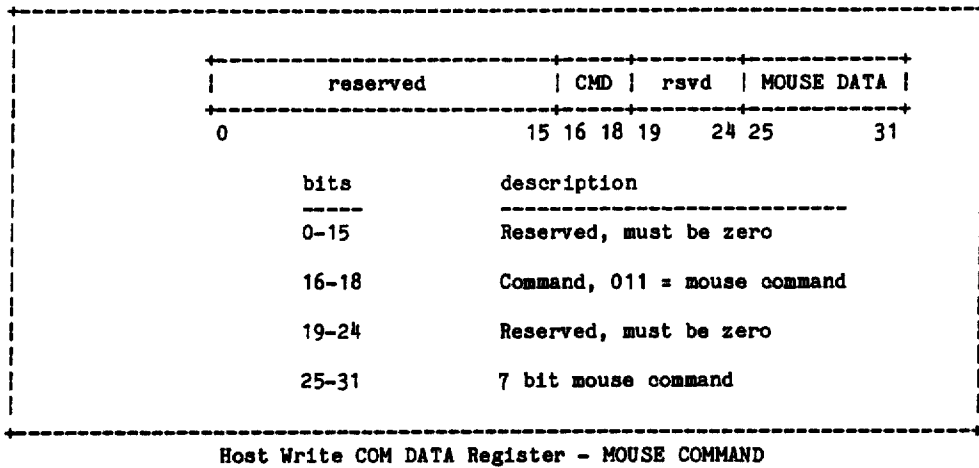 | reserved | CMD | rsvd | MOUSE DATA |
0 15 16 18 19 24 25 31
bits description
0-15 Reserved, must be zero
16-18 Command, 011 = mouse command
19-24 Reserved, must be zero
25-31 7 bit mouse command
Host Write COM DATA Register - MOUSE COMMAND